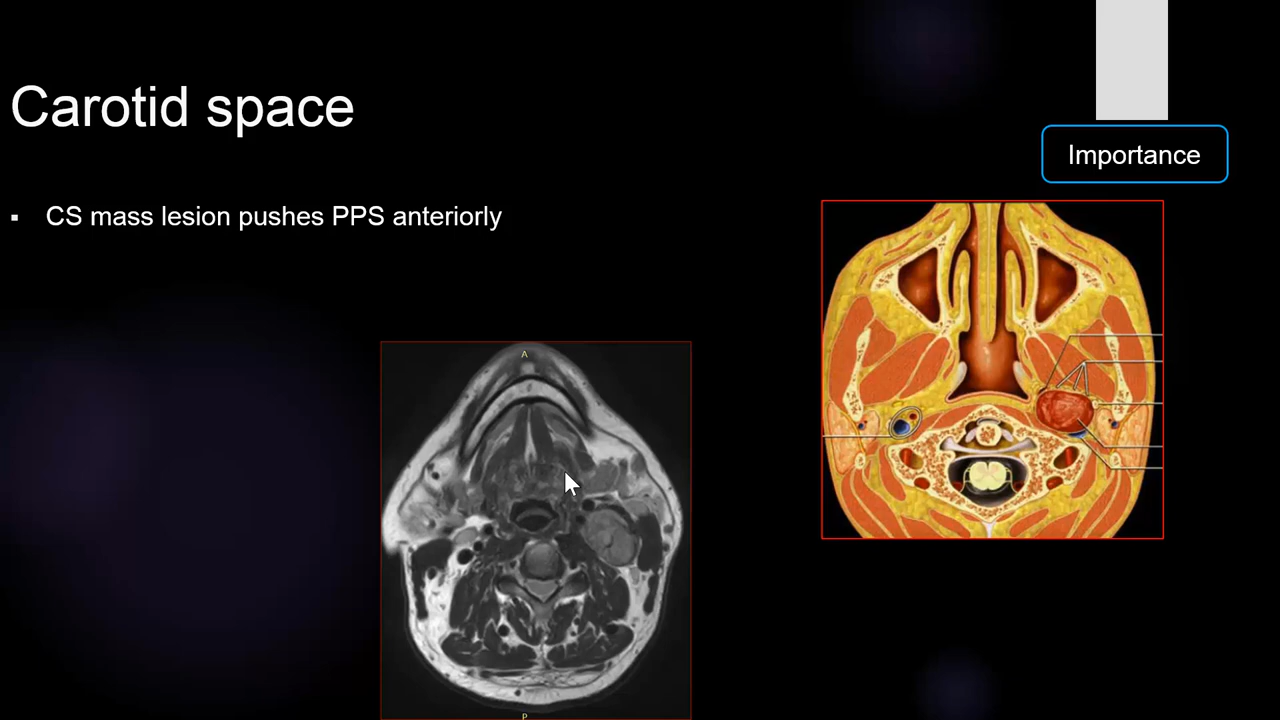 Carotid space
Importance
▪ CS mass lesion pushes PPS anteriorly
A
P